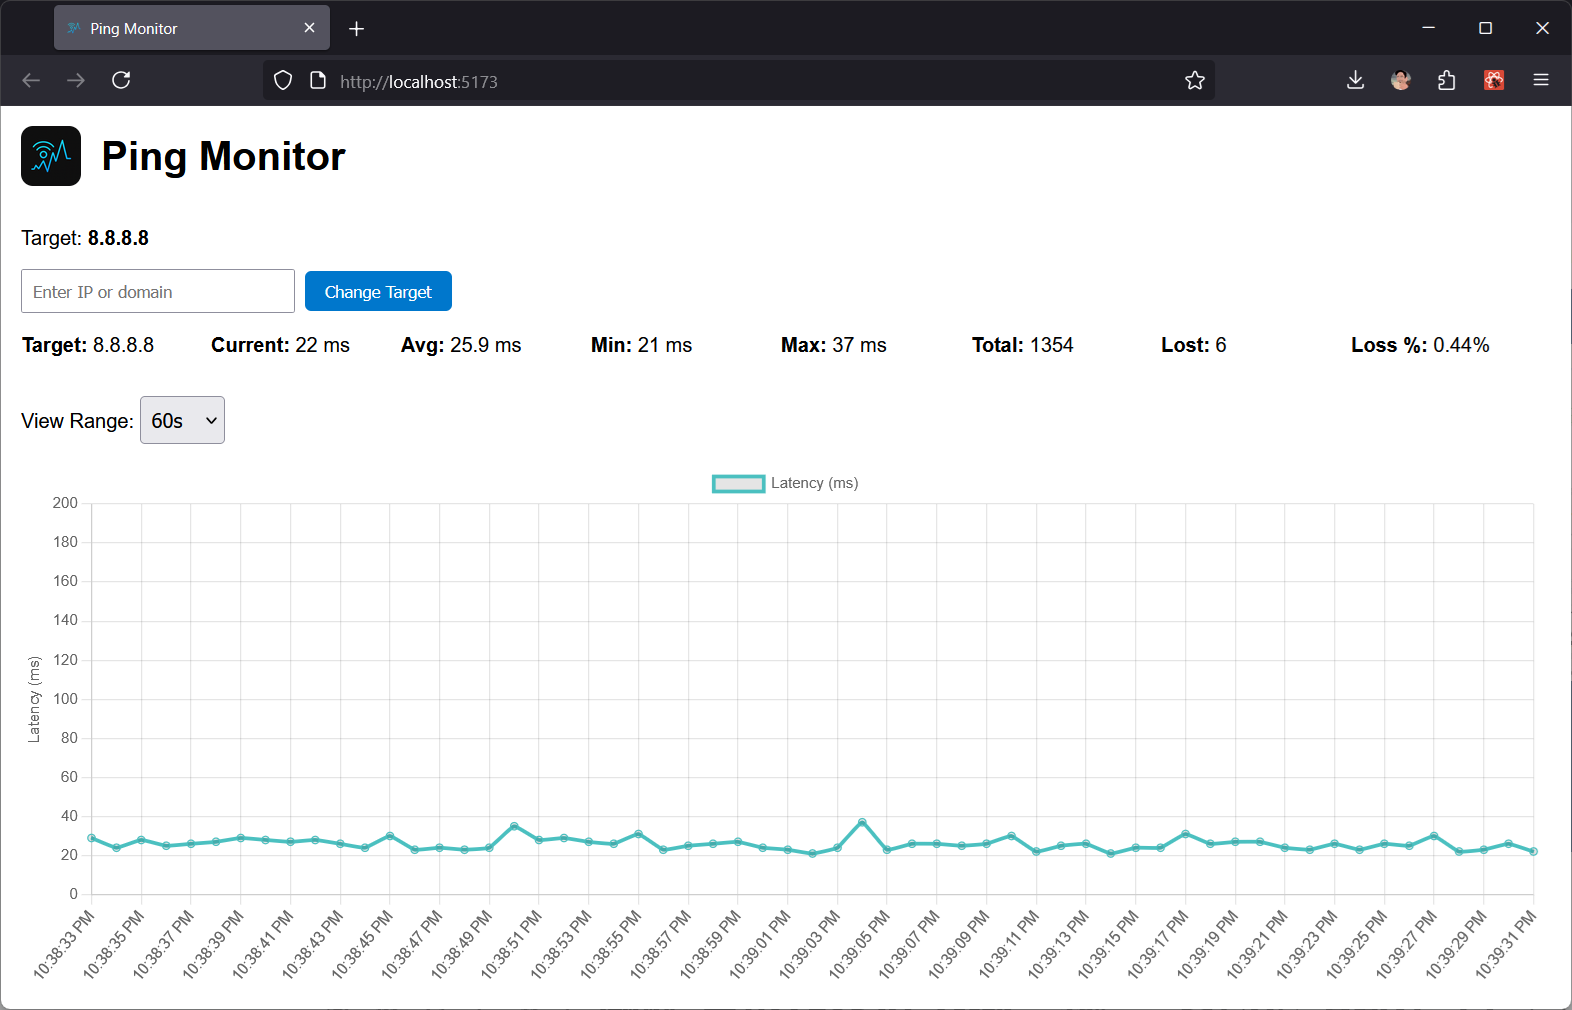 Ping Monitor
http://localhost:5173
Ping Monitor
Target: 8.8.8.8
Enter IP or domain
Change Target
Target: 8.8.8.8 Current: 22 ms Avg: 25.9 ms Min: 21 ms Max: 37 ms Total: 1354 Lost: 6 Loss %: 0.44%
View Range: 60s
Latency (ms)
200
180
160
140
120
100
80
60
40
20
0
Latency (ms)
10:38:33 PM
10:38:35 PM
10:38:37 PM
10:38:39 PM
10:38:41 PM
10:38:43 PM
10:38:45 PM
10:38:47 PM
10:38:49 PM
10:38:51 PM
10:38:53 PM
10:38:55 PM
10:38:57 PM
10:38:59 PM
10:39:01 PM
10:39:03 PM
10:39:05 PM
10:39:07 PM
10:39:09 PM
10:39:11 PM
10:39:13 PM
10:39:15 PM
10:39:17 PM
10:39:19 PM
10:39:21 PM
10:39:23 PM
10:39:25 PM
10:39:27 PM
10:39:29 PM
10:39:31 PM